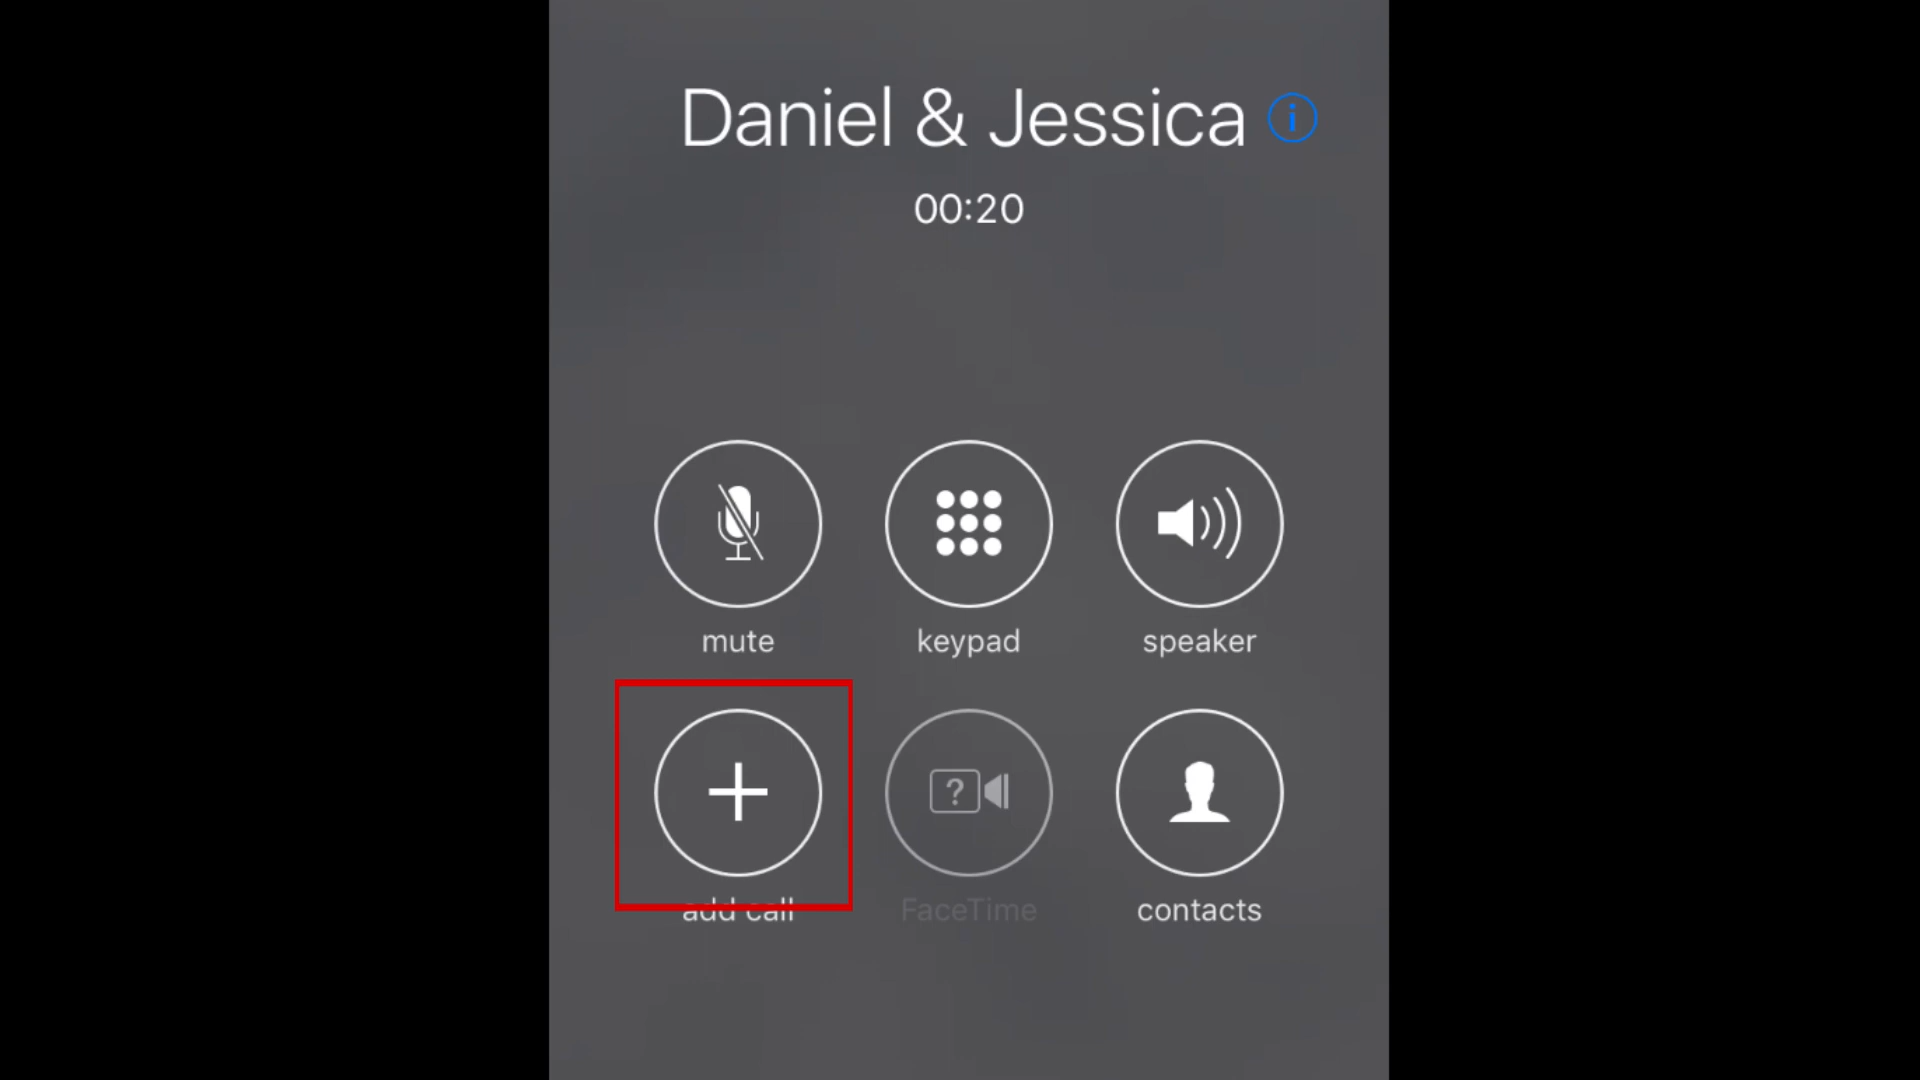 Daniel & Jessica
00:20
mute keypad speaker
add call FaceTime contacts